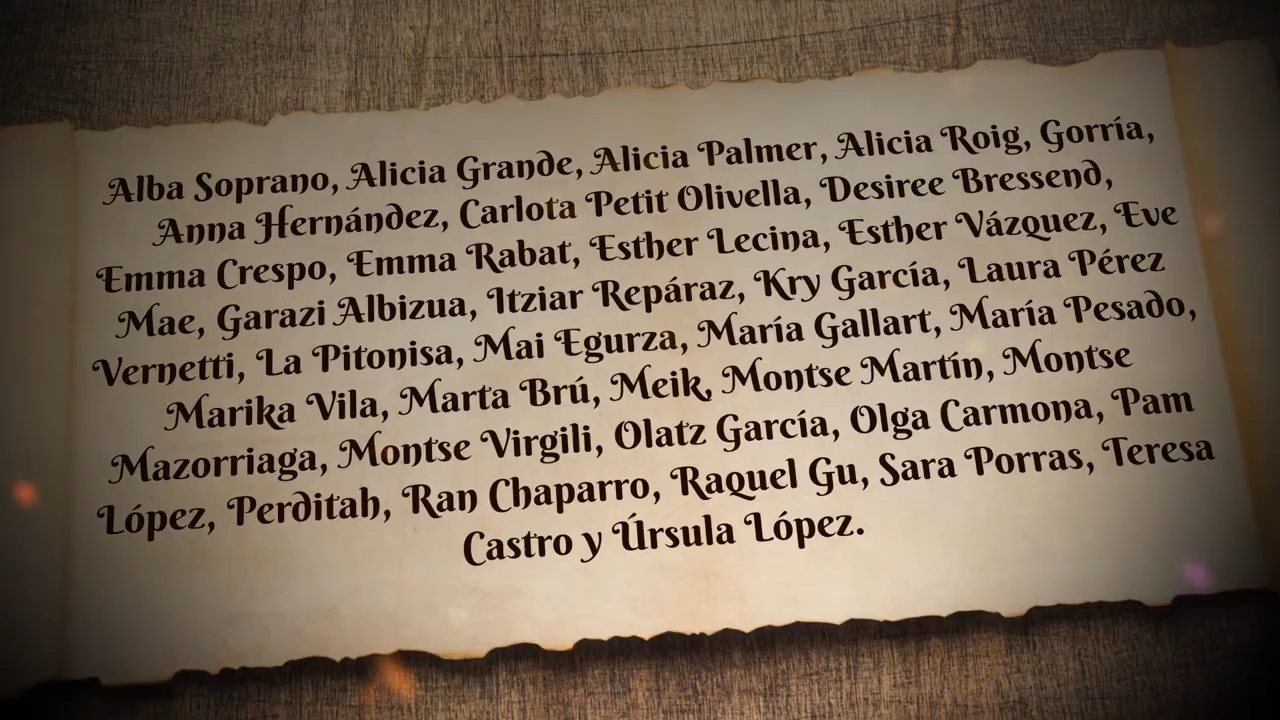 Alba Soprano, Alicia Grande, Alicia Palmer, Alicia Roig, Gorría,
Anna Hernández, Carlota Petit Olivella, Desiree Bressend,
Emma Crespo, Emma Rabat, Esther Lecina, Esther Vázquez, Eve
Mae, Garazi Albizua, Itziar Repáraz, Kry García, Laura Pérez
Vernetti, La Pitonisa, Mai Egurza, María Gallart, María Pesado,
Marika Vila, Marta Brú, Meik, Montse Martín, Montse
Mazorriaga, Montse Virgili, Olatz García, Olga Carmona, Pam
López, Perditah, Ran Chaparro, Raquel Gu, Sara Porras, Teresa
Castro y Úrsula López.